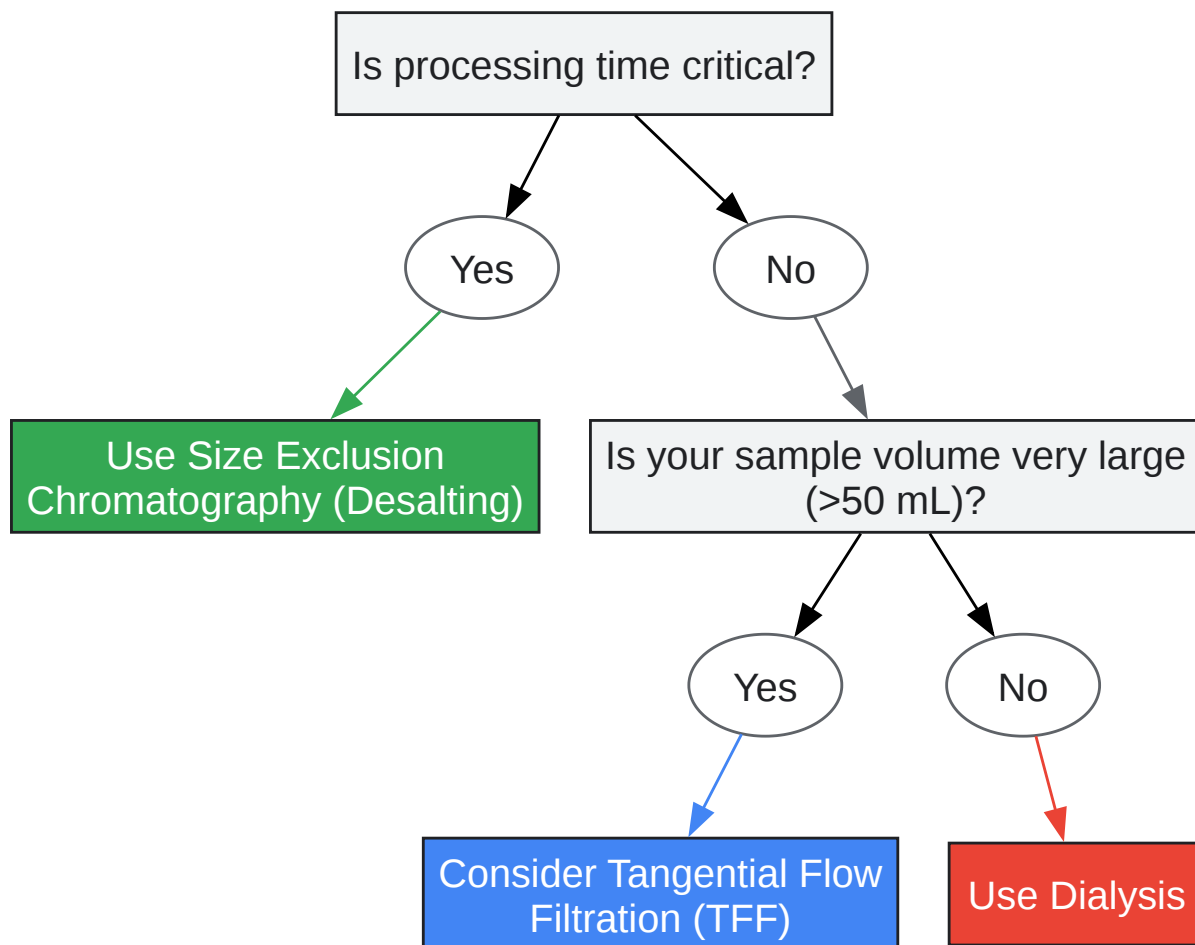 Is processing time critical?
Yes
No
Use Size Exclusion
Chromatography (Desalting)
Is your sample volume very large
(>50 mL)?
Yes
No
Consider Tangential Flow
Filtration (TFF)
Use Dialysis